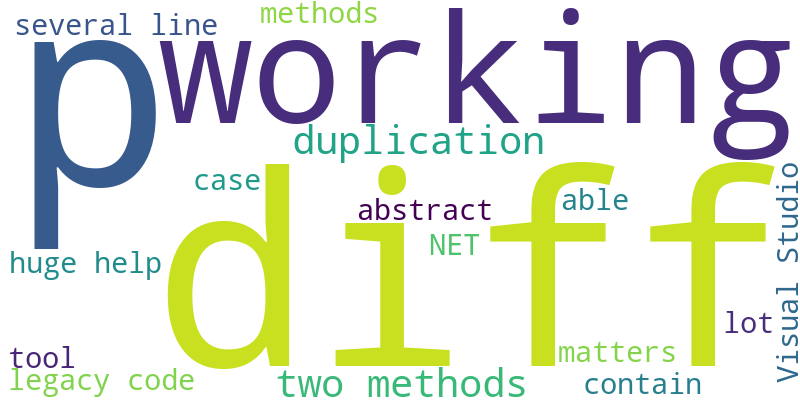 several line
methods
p
working
duplication
case
abstract
able
diff
NET
huge help
Visual Studio
lot
tool
matters
legacy code
two methods
contain